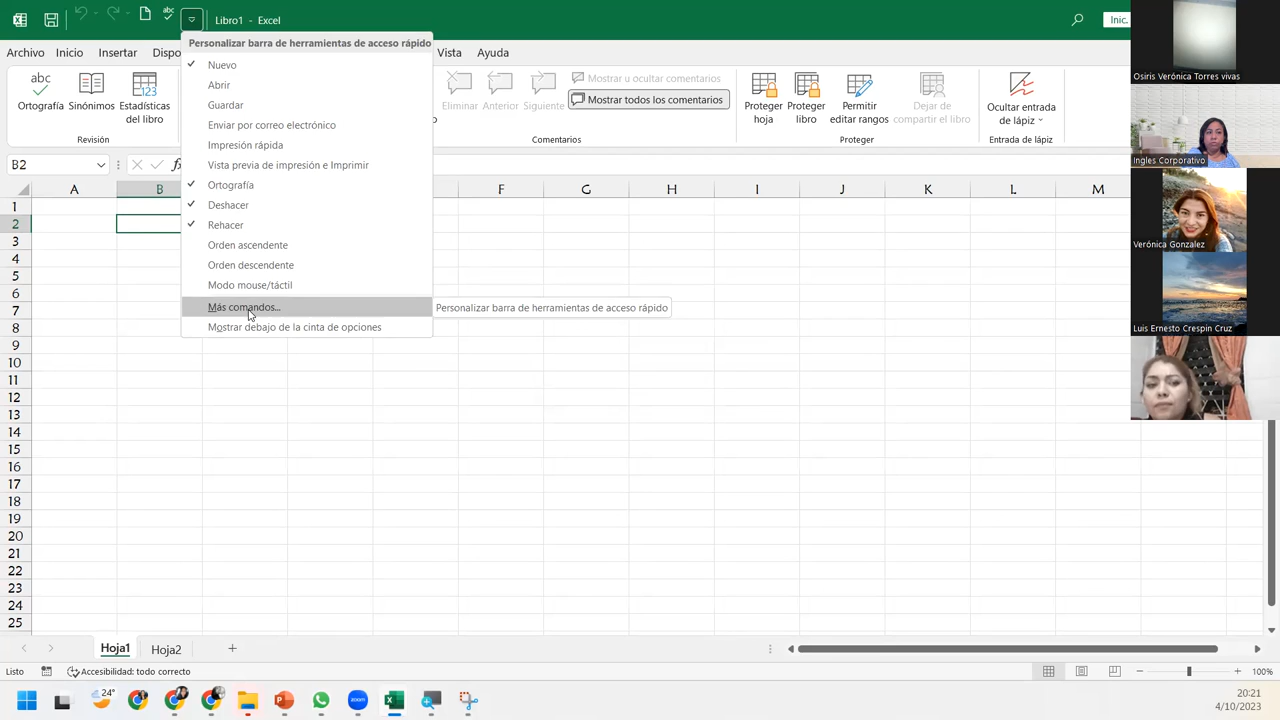 Libro1 - Excel
Inic.
Archivo
Inicio
Insertar
Dispo
Vista
Ayuda
Personalizar barra de herramientas de acceso rápido
Nuevo
Abrir
Guardar
Enviar por correo electrónico
Impresión rápida
Vista previa de impresión e Imprimir
Ortografía
Deshacer
Rehacer
Orden ascendente
Orden descendente
Modo mouse/táctil
Más comandos...
Mostrar debajo de la cinta de opciones
Personalizar barra de herramientas de acceso rápido
abc
Ortografía
Sinónimos
123
Estadísticas
del libro
Revisión
Eliminar
Anterior
Siguiente
Mostrar u ocultar comentarios
Mostrar todos los comentarios
Comentarios
Proteger
hoja
Proteger
libro
Permitir
editar rangos
Dejar de
compartir el libro
Proteger
Ocultar entrada
de lápiz
Entrada de lápiz
B2
fx
A B F G H I J K L M
1
2
3
4
5
6
7
8
9
10
11
12
13
14
15
16
17
18
19
20
21
22
23
24
25
Hoja1
Hoja2
Listo
Accesibilidad: todo correcto
100%
24°
zoom
20:21
4/10/2023
Osiris Verónica Torres vivas
Ingles Corporativo
Verónica Gonzalez
Luis Ernesto Crespin Cruz